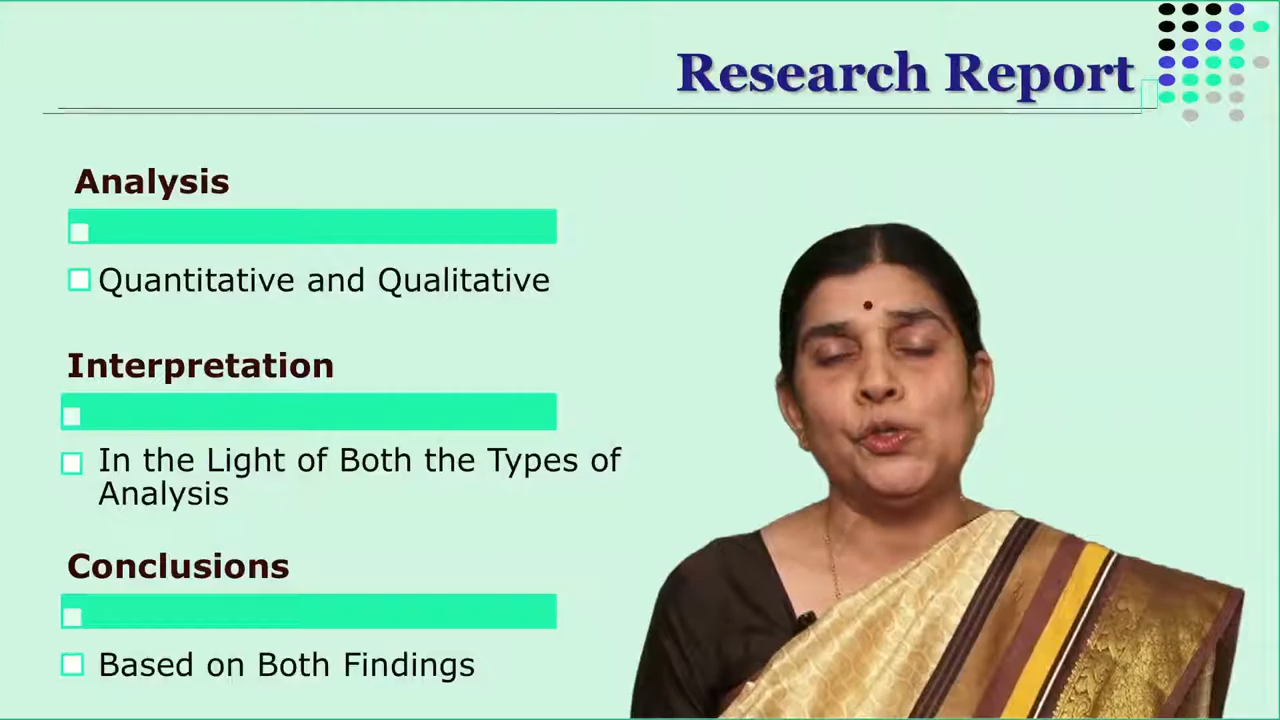 Research Report
Analysis
Quantitative and Qualitative
Interpretation
In the Light of Both the Types of
Analysis
Conclusions
Based on Both Findings